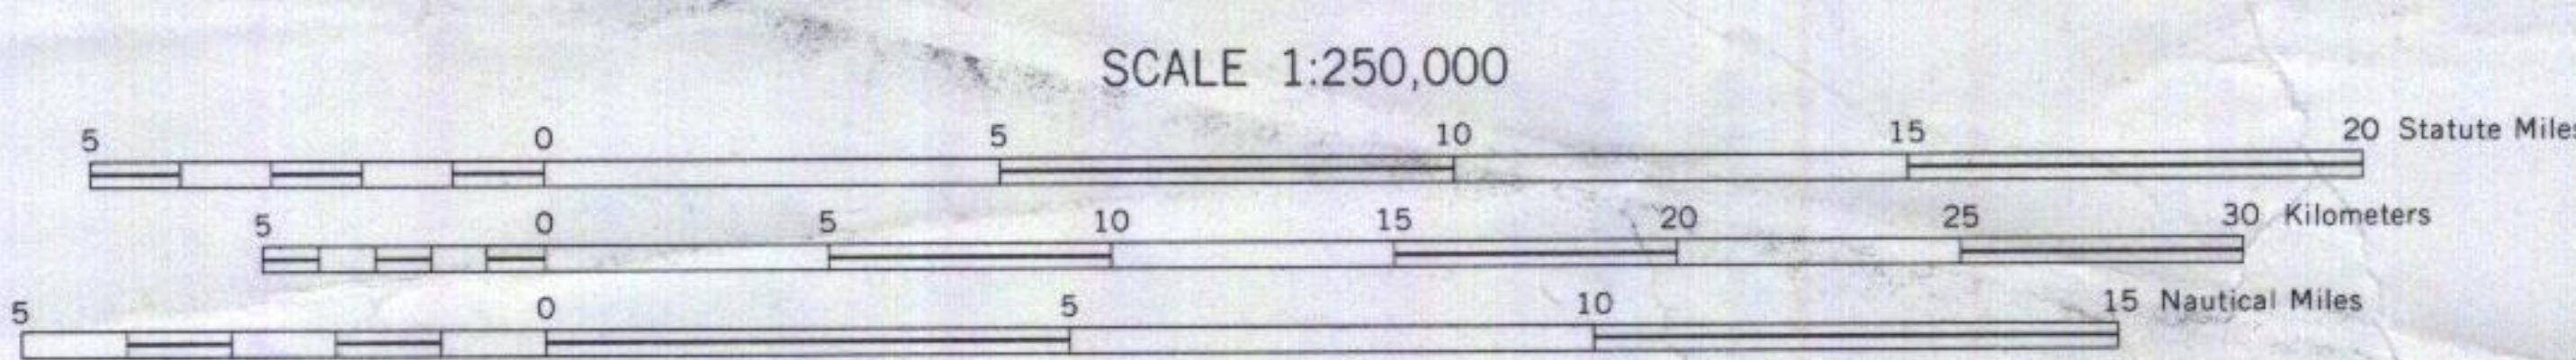 SCALE 1:250,000
5 0 5 10 15 20 Statute Miles
5 0 5 10 15 20 25 30 Kilometers
5 0 5 10 15 Nautical Miles